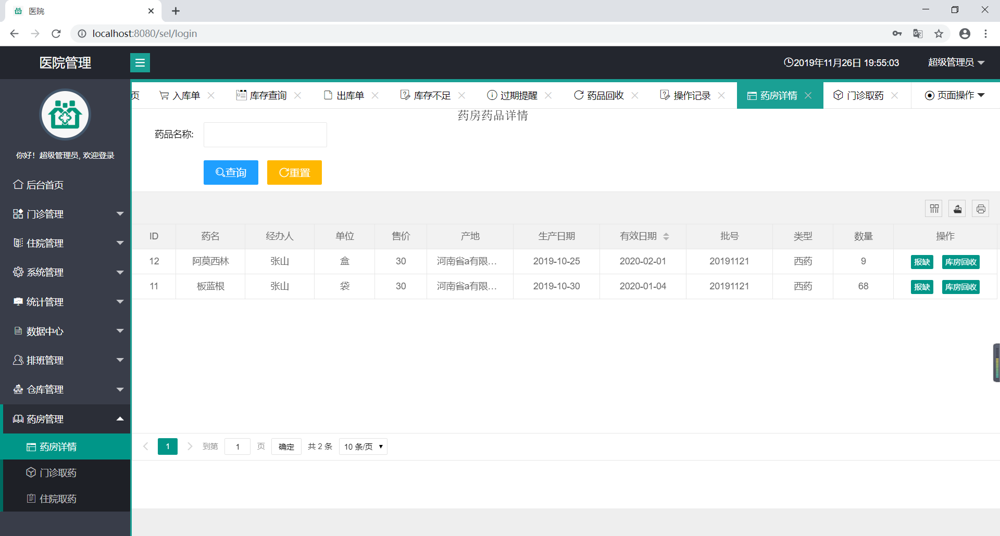 医院
localhost:8080/sel/login
医院管理
2019年11月26日 19:55:03
超级管理员
页
入库单
库存查询
出库单
库存不足
过期提醒
药品回收
操作记录
药房详情
门诊取药
页面操作
你好！超级管理员, 欢迎登录
后台首页
门诊管理
住院管理
系统管理
统计管理
数据中心
排班管理
仓库管理
药房管理
药房详情
门诊取药
住院取药
药房药品详情
药品名称:
查询
重置
ID 药名 经办人 单位 售价 产地 生产日期 有效日期 批号 类型 数量 操作
12 阿莫西林 张山 盒 30 河南省a有限… 2019-10-25 2020-02-01 20191121 西药 9 报缺 库房回收
11 板蓝根 张山 袋 30 河南省a有限… 2019-10-30 2020-01-04 20191121 西药 68 报缺 库房回收
1 到第 1 页 确定 共 2 条 10 条/页